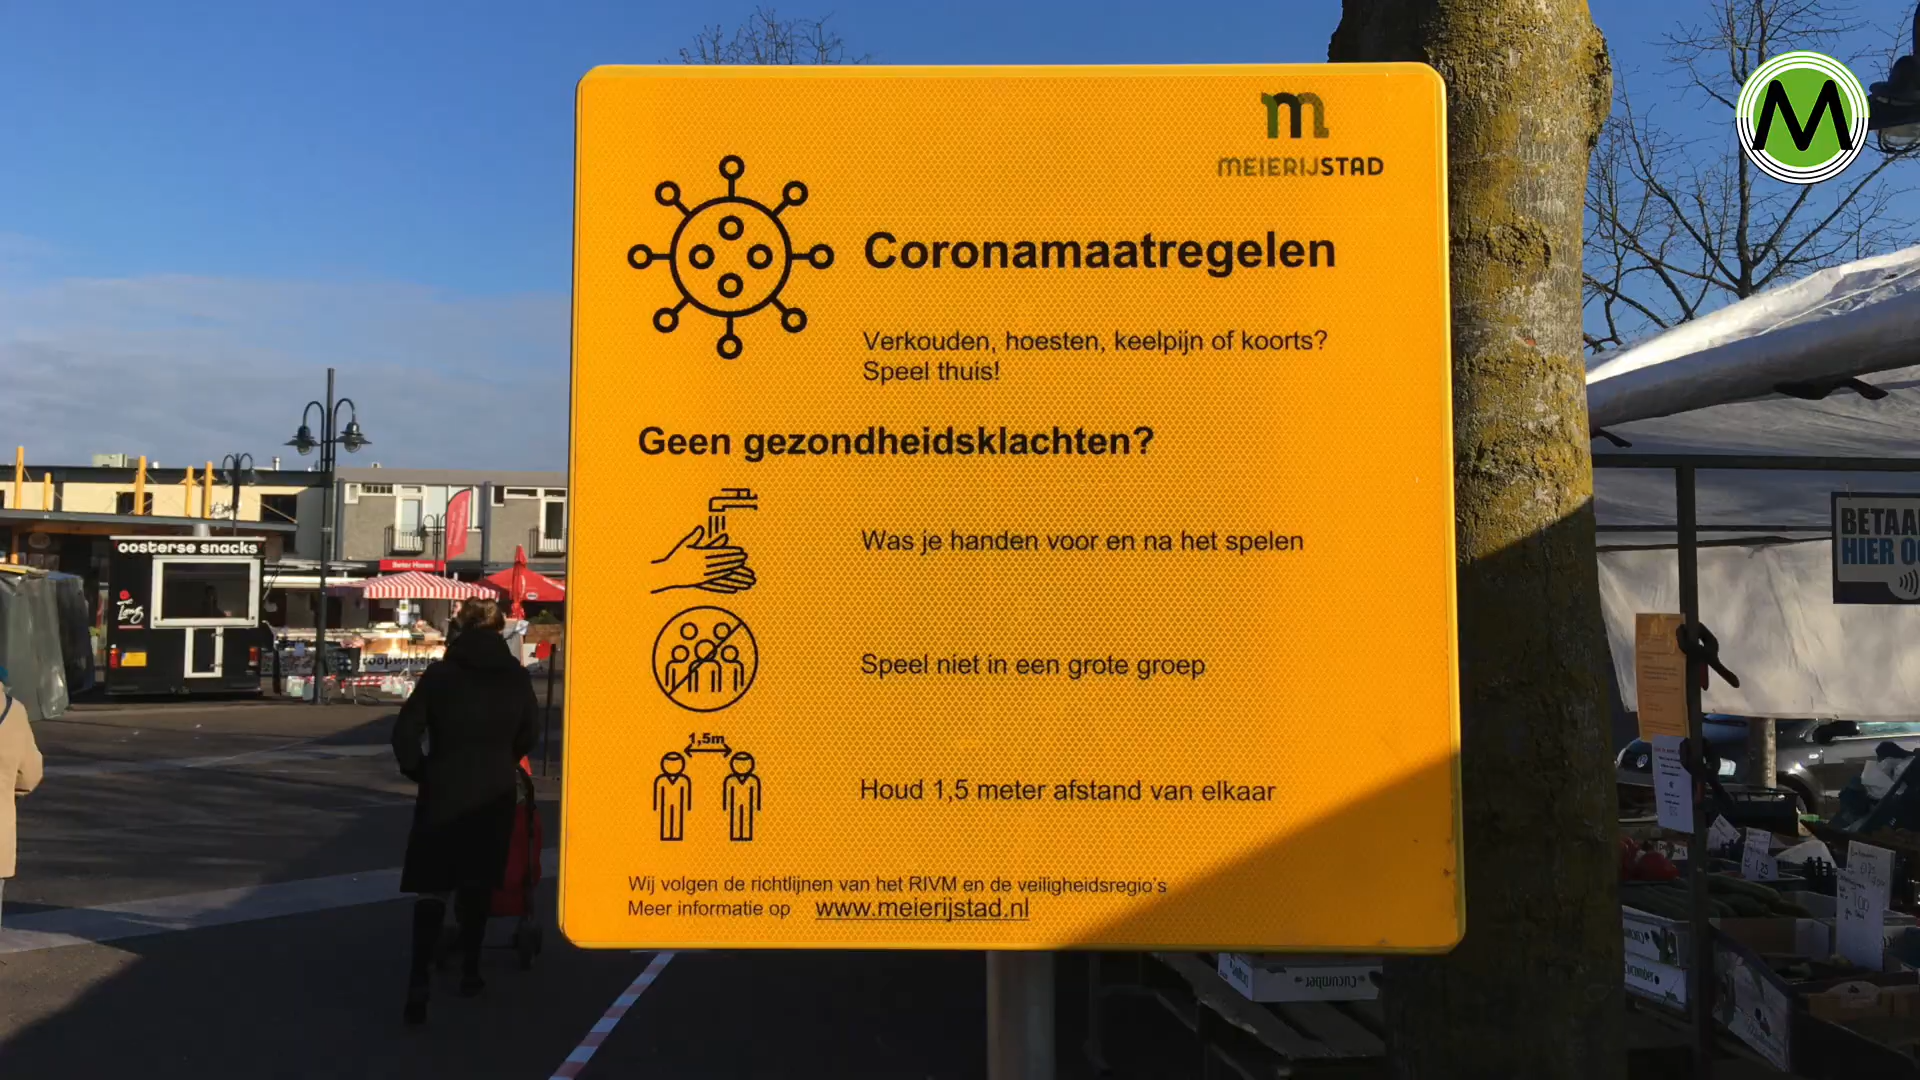 M
m
MEIERIJSTAD
Coronamaatregelen
Verkouden, hoesten, keelpijn of koorts?
Speel thuis!
Geen gezondheidsklachten?
Was je handen voor en na het spelen
Speel niet in een grote groep
1,5m
Houd 1,5 meter afstand van elkaar
Wij volgen de richtlijnen van het RIVM en de veiligheidsregio's
Meer informatie op www.meierijstad.nl
oosterse snacks
BETAA
HIER O
Cucumber